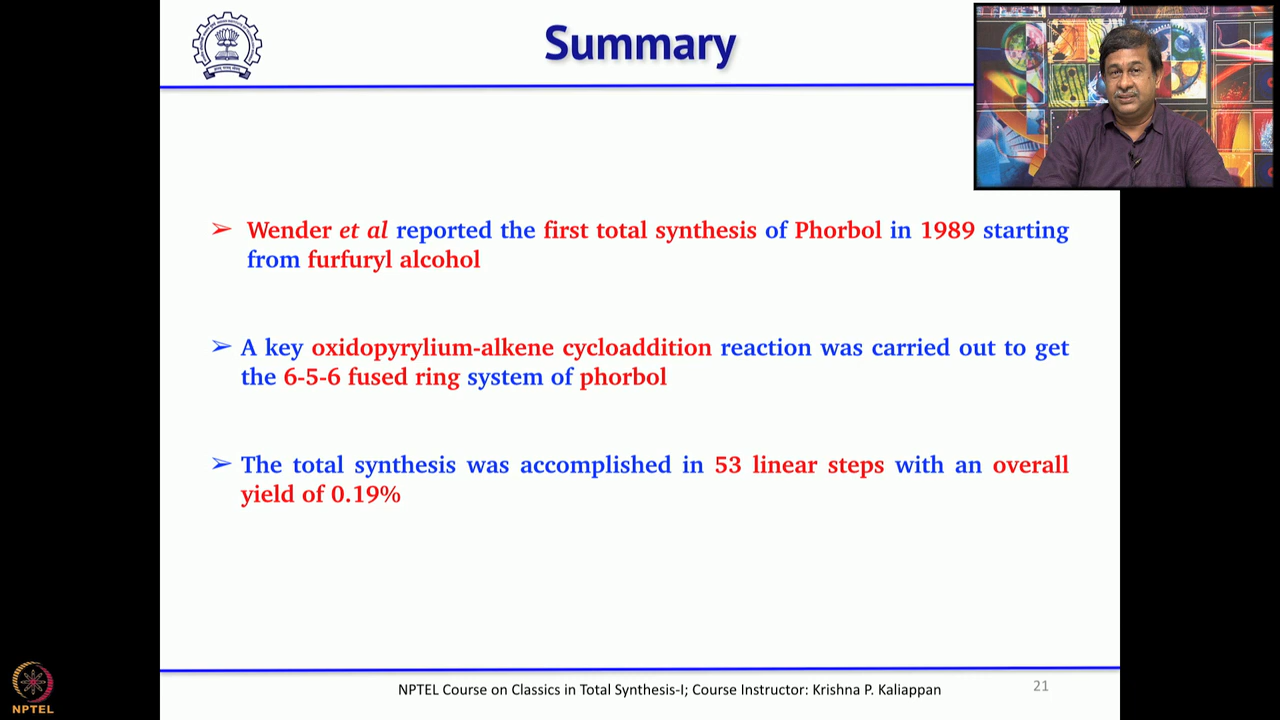 Summary
➢ Wender et al reported the first total synthesis of Phorbol in 1989 starting
from furfuryl alcohol
➢ A key oxidopyrylium-alkene cycloaddition reaction was carried out to get
the 6-5-6 fused ring system of phorbol
➢ The total synthesis was accomplished in 53 linear steps with an overall
yield of 0.19%
NPTEL
NPTEL Course on Classics in Total Synthesis-I; Course Instructor: Krishna P. Kaliappan
21